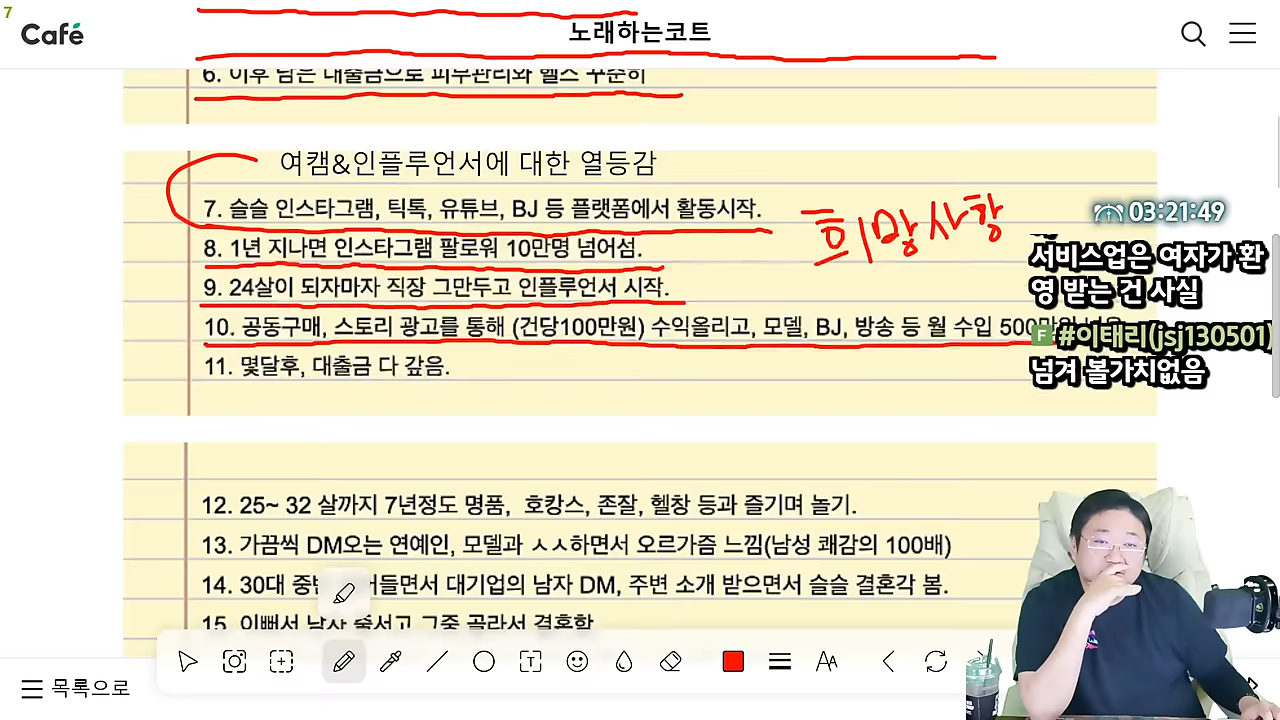 7
Café
노래하는코트
6. 이후 남은 대출금으로 피부관리와 헬스 꾸준히
여캠&인플루언서에 대한 열등감
7. 슬슬 인스타그램, 틱톡, 유튜브, BJ 등 플랫폼에서 활동시작.
희망사항
03:21:49
8. 1년 지나면 인스타그램 팔로워 10만명 넘어섬.
서비스업은 여자가 환
영 받는 건 사실
9. 24살이 되자마자 직장 그만두고 인플루언서 시작.
10. 공동구매, 스토리 광고를 통해 (건당100만원) 수익올리고, 모델, BJ, 방송 등 월 수입 500
F #이태리(jsj130501)
넘겨 볼가치없음
11. 몇달후, 대출금 다 갚음.
12. 25~ 32 살까지 7년정도 명품, 호캉스, 존잘, 헬창 등과 즐기며 놀기.
13. 가끔씩 DM오는 연예인, 모델과 ㅅㅅ하면서 오르가즘 느낌(남성 쾌감의 100배)
14. 30대 중 들면서 대기업의 남자 DM, 주변 소개 받으면서 슬슬 결혼각 봄.
15. 이뻐서 남자 줄서고 그중 골라서 결혼함
목록으로